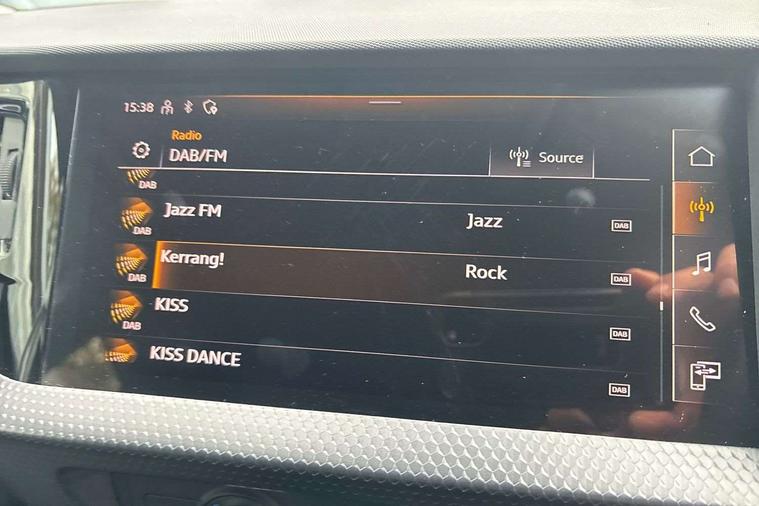 15:38
Radio
DAB/FM
Source
DAB
Jazz FM
Jazz
DAB
DAB
Kerrang!
Rock
DAB
DAB
KISS
DAB
DAB
KISS DANCE
DAB